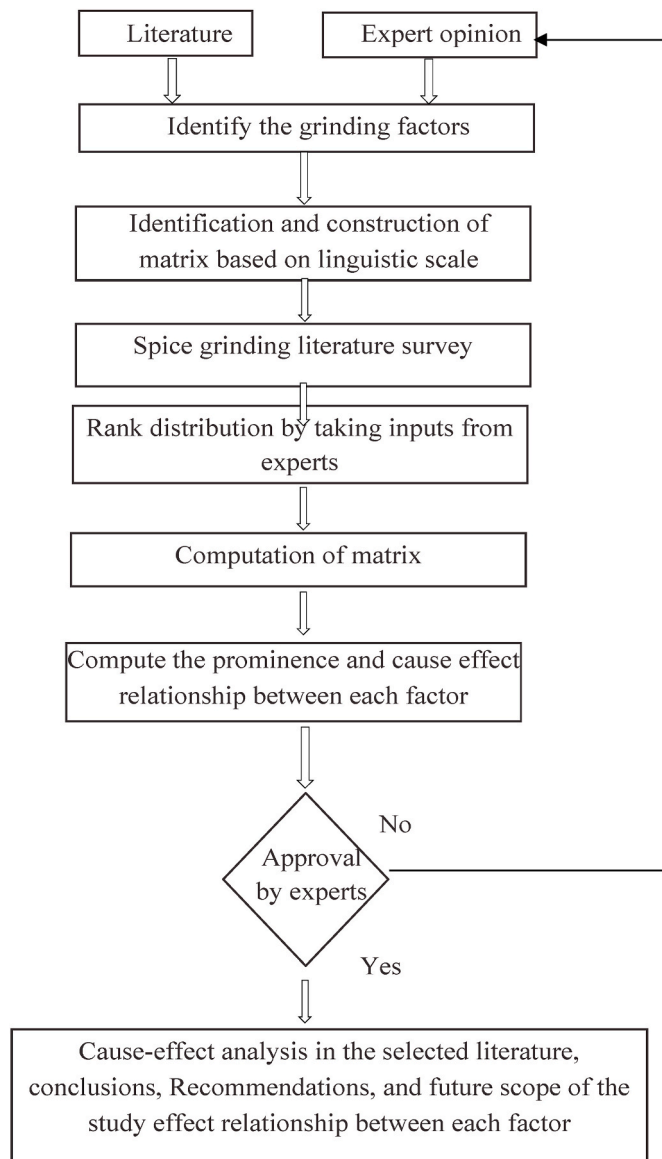 Literature
Expert opinion
Identify the grinding factors
Identification and construction of
matrix based on linguistic scale
Spice grinding literature survey
Rank distribution by taking inputs from
experts
Computation of matrix
Compute the prominence and cause effect
relationship between each factor
No
Approval
by experts
Yes
Cause-effect analysis in the selected literature,
conclusions, Recommendations, and future scope of the
study effect relationship between each factor